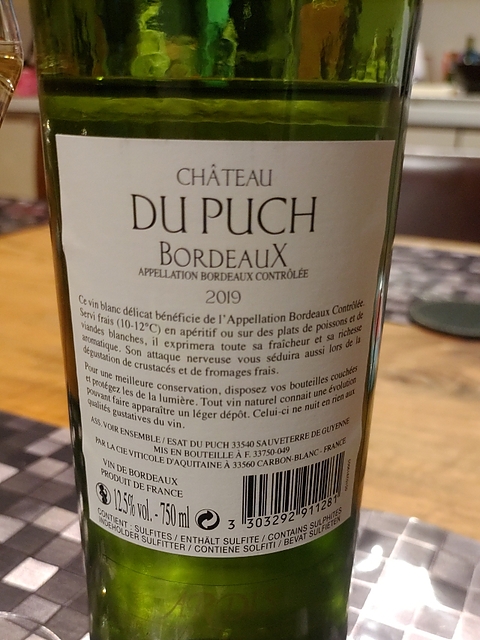 CHÂTEAU
DU PUCH
BORDEAUX
APPELLATION BORDEAUX CONTRÔLÉE
2019
Ce vin blanc délicat bénéficie de l'Appellation Bordeaux Contrôlée.
Servi frais (10-12°C) en apéritif ou sur des plats de poissons et de
viandes blanches, il exprimera toute sa fraîcheur et sa richesse
aromatique. Son attaque nerveuse vous séduira aussi lors de la
dégustation de crustacés et de fromages frais.
Pour une meilleure conservation, disposez vos bouteilles couchées
et protégez les de la lumière. Tout vin naturel connait une évolution
pouvant faire apparaître un léger dépôt. Celui-ci ne nuit en rien aux
qualités gustatives du vin.
ASS. VOIR ENSEMBLE / ESAT DU PUCH 33540 SAUVETERRE DE GUYENNE
MIS EN BOUTEILLE À F. 33750-049
PAR LA CIE VITICOLE D'AQUITAINE À 33560 CARBON-BLANC - FRANCE
VIN DE BORDEAUX
PRODUIT DE FRANCE
12,5% vol. - 750 ml
3 303292 911281
CONTIENT : SULFITES / ENTHÄLT SULFITE / CONTAINS SULPHITES
INDEHOLDER SULFITTER / CONTIENE SOLFITI / BEVAT SULFIETEN